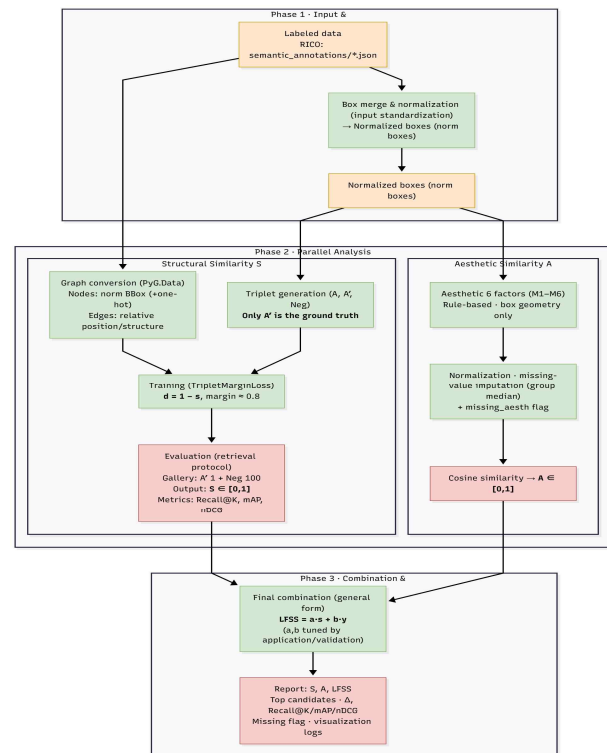 Phase 1 · Input &
Labeled data
RICO:
semantic_annotations/*.json
Box merge & normalization
(input standardization)
→ Normalized boxes (norm
boxes)
Normalized boxes (norm
boxes)
Phase 2 · Parallel Analysis
Structural Similarity S
Graph conversion (PyG.Data)
Nodes: norm BBox (+one-
hot)
Edges: relative
position/structure
Triplet generation (A, A′,
Neg)
Only A′ is the ground truth
Training (TripletMarginLoss)
d = 1 − s, margin ≈ 0.8
Evaluation (retrieval
protocol)
Gallery: A′ 1 + Neg 100
Output: S ∈ [0,1]
Metrics: Recall@K, mAP,
nDCG
Aesthetic Similarity A
Aesthetic 6 factors (M1–M6)
Rule-based · box geometry
only
Normalization · missing-
value imputation (group
median)
+ missing_aesth flag
Cosine similarity → A ∈
[0,1]
Phase 3 · Combination &
Final combination (general
form)
LFSS = a·s + b·y
(a,b tuned by
application/validation)
Report: S, A, LFSS
Top candidates · Δ,
Recall@K/mAP/nDCG
Missing flag · visualization
logs